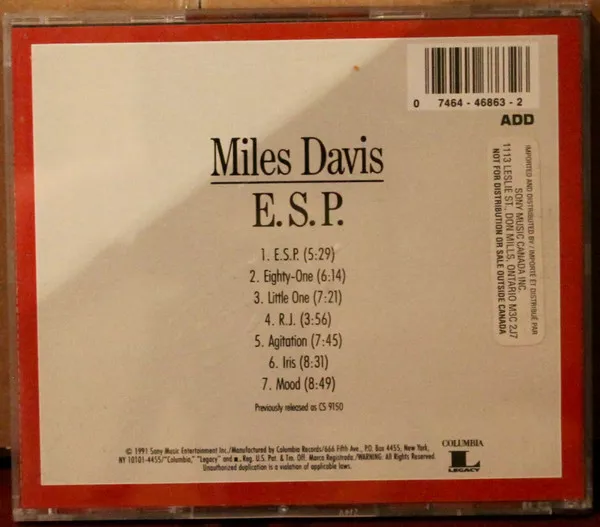 0 7464-46863-2
ADD
Miles Davis
E.S.P.
1. E.S.P. (5:29)
2. Eighty-One (6:14)
3. Little One (7:21)
4. R.J. (3:56)
5. Agitation (7:45)
6. Iris (8:31)
7. Mood (8:49)
Previously released as CS 9150
IMPORTED AND DISTRIBUTED BY / IMPORTÉ ET DISTRIBUÉ PAR
SONY MUSIC CANADA INC.
1113 LESLIE ST., DON MILLS, ONTARIO M3C 2J7
NOT FOR DISTRIBUTION OR SALE OUTSIDE CANADA
© 1991 Sony Music Entertainment Inc./Manufactured by Columbia Records/666 Fifth Ave., P.O. Box 4455, New York,
NY 10101-4455/"Columbia," "Legacy" and , Reg. U.S. Pat. & Tm. Off. Marca Registrada./WARNING: All Rights Reserved.
Unauthorized duplication is a violation of applicable laws.
COLUMBIA
L
LEGACY